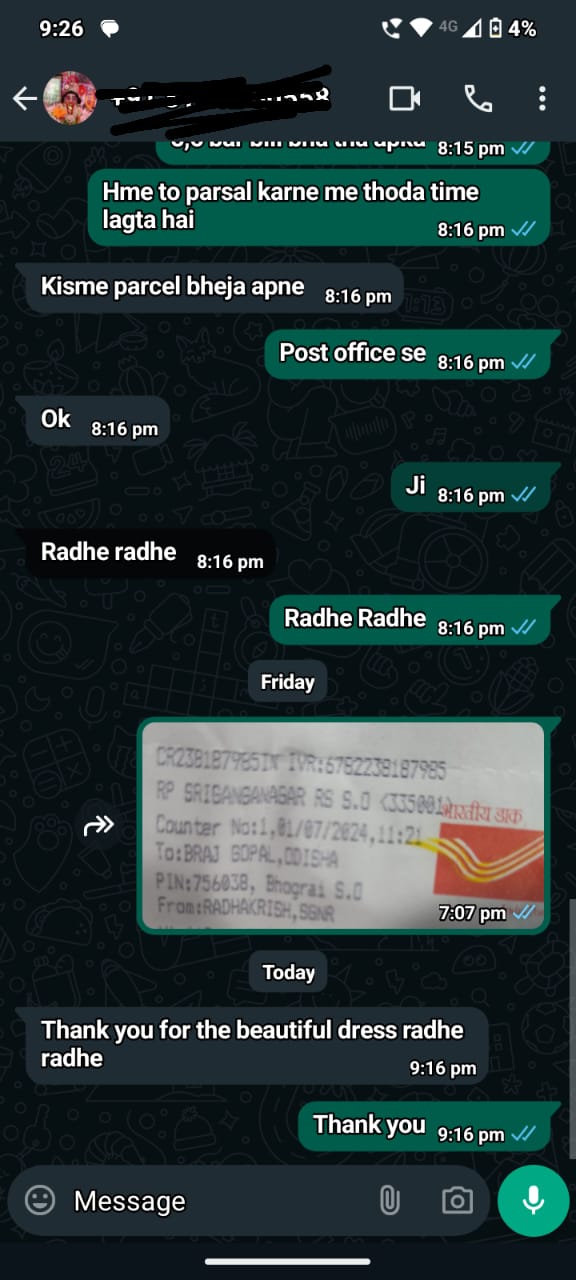 9:26
4G
4%
8:15 pm
Hme to parsal karne me thoda time
lagta hai
8:16 pm
Kisme parcel bheja apne
8:16 pm
Post office se
8:16 pm
Ok
8:16 pm
Ji
8:16 pm
Radhe radhe
8:16 pm
Radhe Radhe
8:16 pm
Friday
CR238187985IN IVR:6782238187985
RP SRIGANGANAGAR RS S.O <335001>
भारतीय डाक
Counter No:1,01/07/2024,11:21
To:BRAJ GOPAL,ODISHA
PIN:756038, Bhograi S.O
From:RADHAKRISH,SGNR
7:07 pm
Today
Thank you for the beautiful dress radhe
radhe
9:16 pm
Thank you
9:16 pm
Message